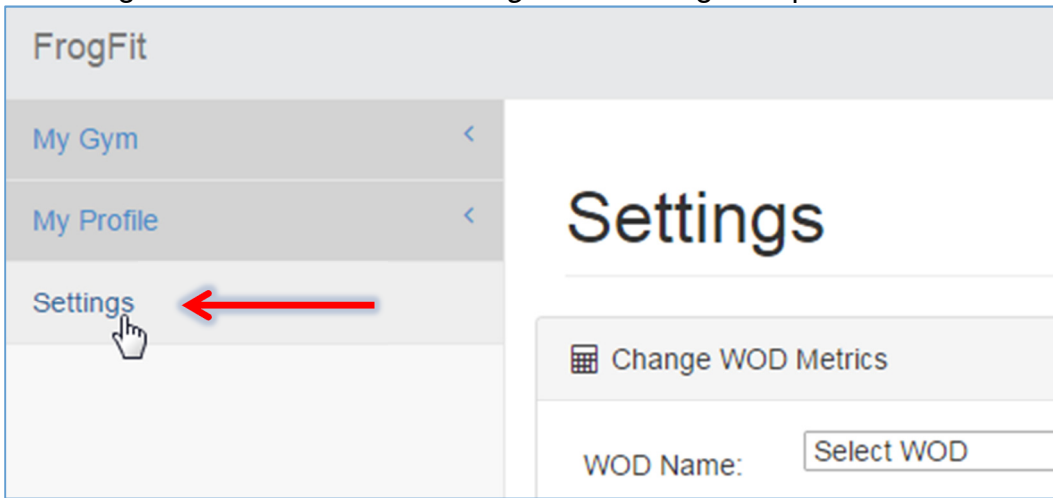 FrogFit
My Gym
My Profile
Settings
Settings
Change WOD Metrics
WOD Name:
Select WOD